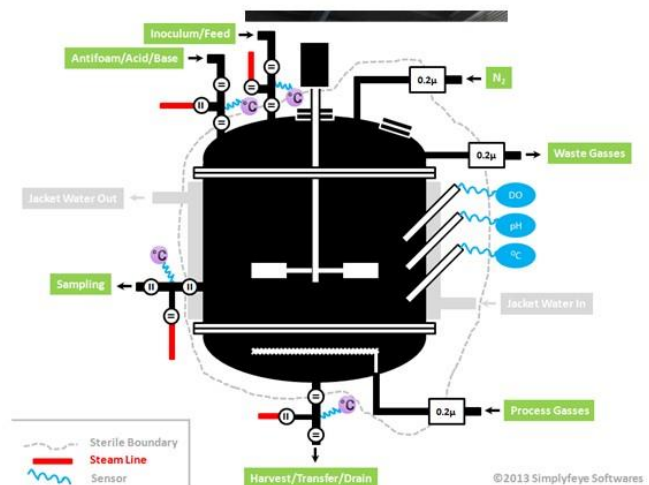 Inoculum/Feed
Antifoam/Acid/Base
N₂
0.2µ
°C
°C
0.2µ
Waste Gasses
Jacket Water Out
DO
pH
°C
°C
Sampling
Jacket Water In
0.2µ
Process Gasses
°C
Sterile Boundary
Steam Line
Sensor
Harvest/Transfer/Drain
©2013 Simplyfeye Softwares